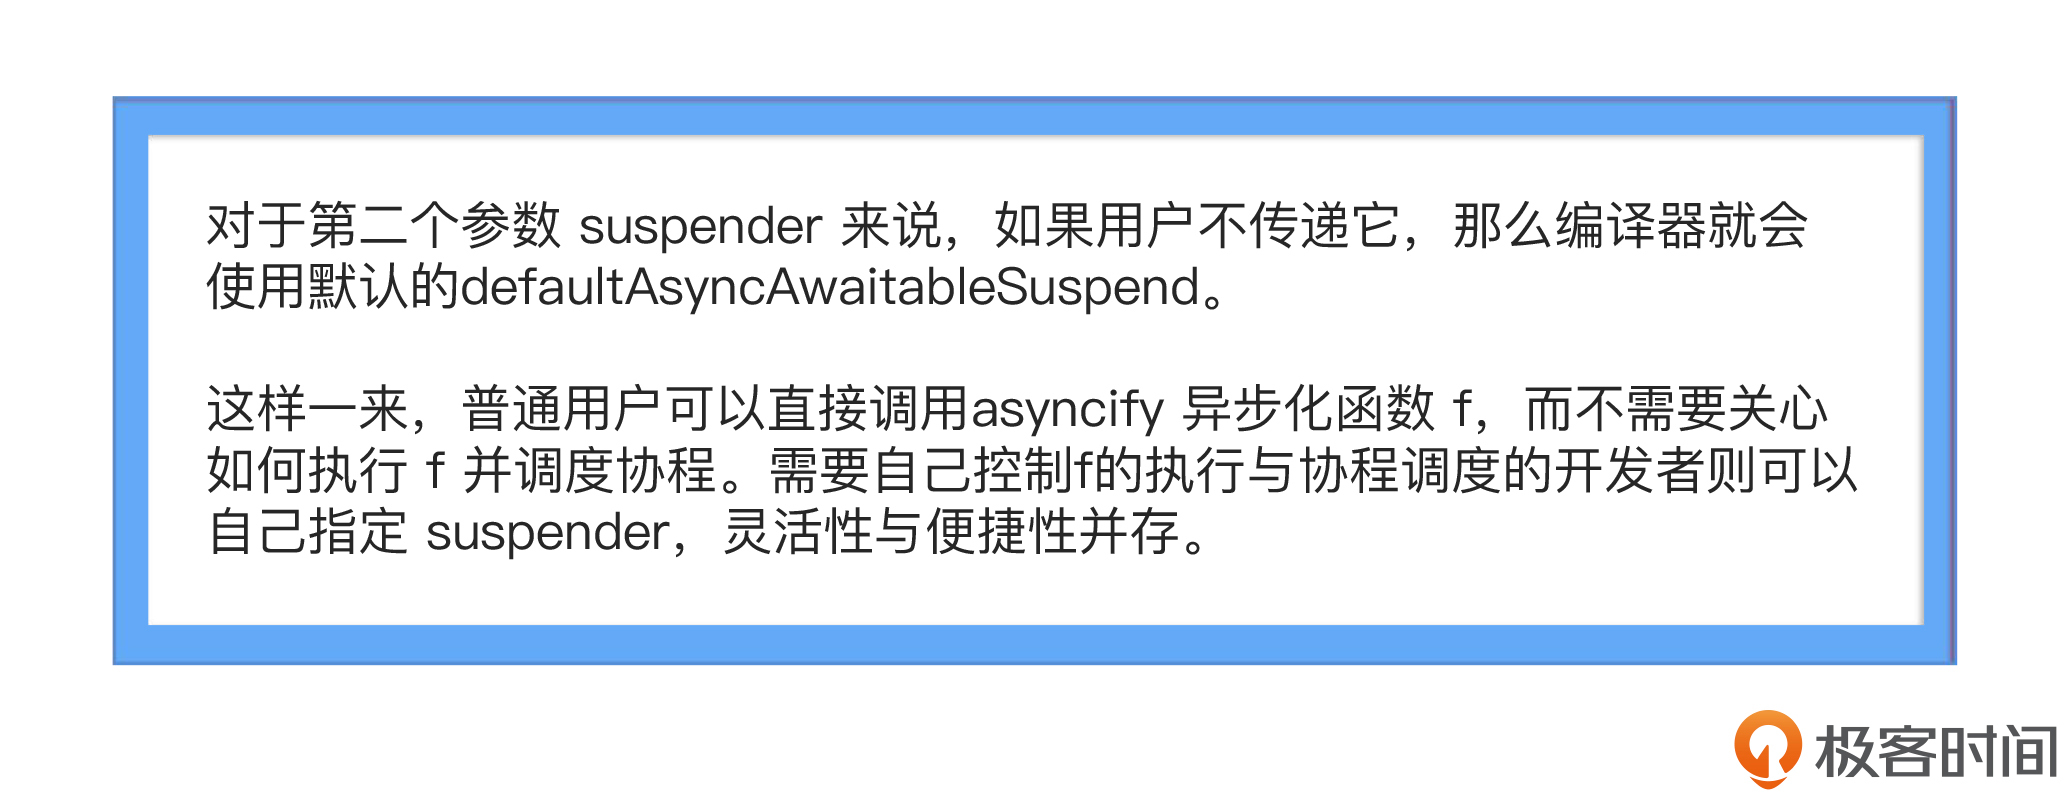 对于第二个参数 suspender 来说，如果用户不传递它，那么编译器就会
使用默认的defaultAsyncAwaitableSuspend。
这样一来，普通用户可以直接调用asyncify 异步化函数 f，而不需要关心
如何执行 f 并调度协程。需要自己控制f的执行与协程调度的开发者则可以
自己指定 suspender，灵活性与便捷性并存。
极客时间